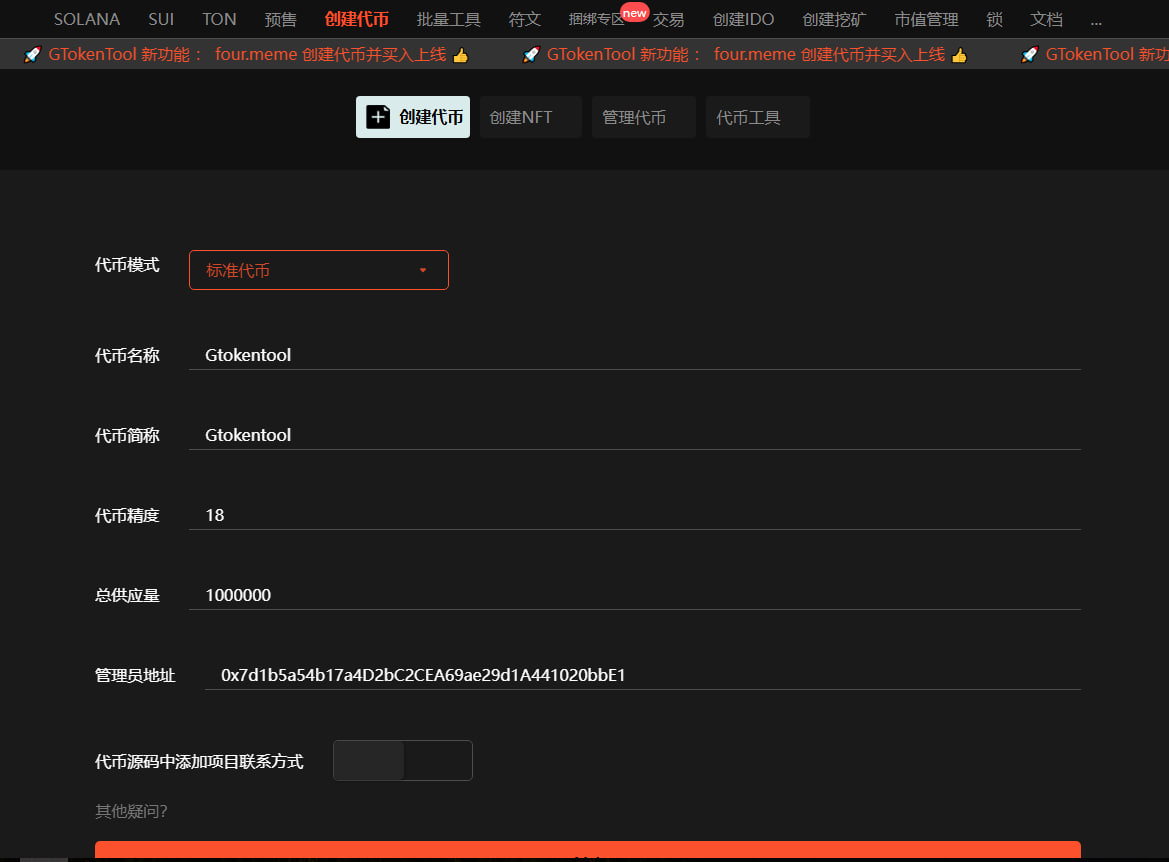 SOLANA SUI TON 预售 创建代币 批量工具 符文 捆绑专区 new 交易 创建IDO 创建挖矿 市值管理 锁 文档 ...
🚀 GTokenTool 新功能： four.meme 创建代币并买入上线 👍 🚀 GTokenTool 新功能： four.meme 创建代币并买入上线 👍 🚀 GTokenTool 新功
创建代币 创建NFT 管理代币 代币工具
代币模式 标准代币
代币名称 Gtokentool
代币简称 Gtokentool
代币精度 18
总供应量 1000000
管理员地址 0x7d1b5a54b17a4D2bC2CEA69ae29d1A441020bbE1
代币源码中添加项目联系方式
其他疑问?